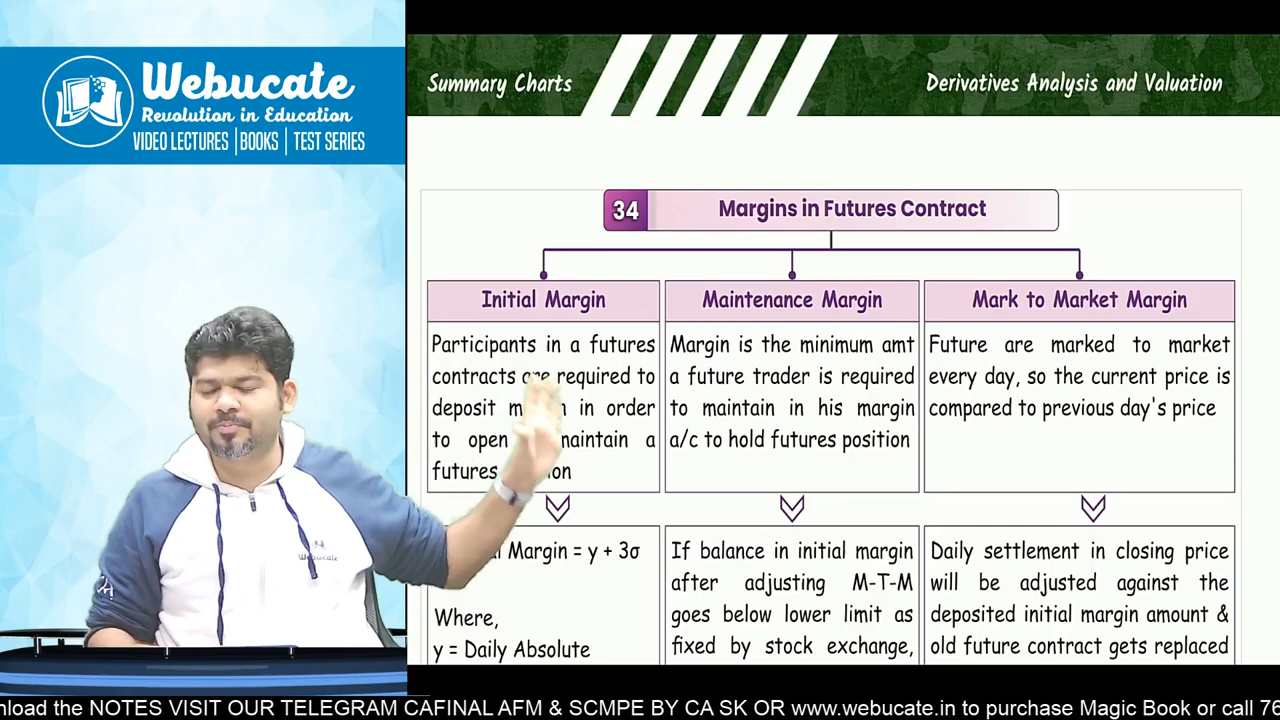 Webucate
Revolution in Education
VIDEO LECTURES | BOOKS | TEST SERIES
Summary Charts
Derivatives Analysis and Valuation
34 Margins in Futures Contract
Initial Margin
Participants in a futures
contracts are required to
deposit in order
to open maintain a
futures
Margin = y + 3σ
Where,
y = Daily Absolute
Maintenance Margin
Margin is the minimum amt
a future trader is required
to maintain in his margin
a/c to hold futures position
If balance in initial margin
after adjusting M-T-M
goes below lower limit as
fixed by stock exchange,
Mark to Market Margin
Future are marked to market
every day, so the current price is
compared to previous day's price
Daily settlement in closing price
will be adjusted against the
deposited initial margin amount &
old future contract gets replaced
Webucate
the NOTES VISIT OUR TELEGRAM CAFINAL AFM & SCMPE BY CA SK OR www.webucate.in to purchase Magic Book or call 76